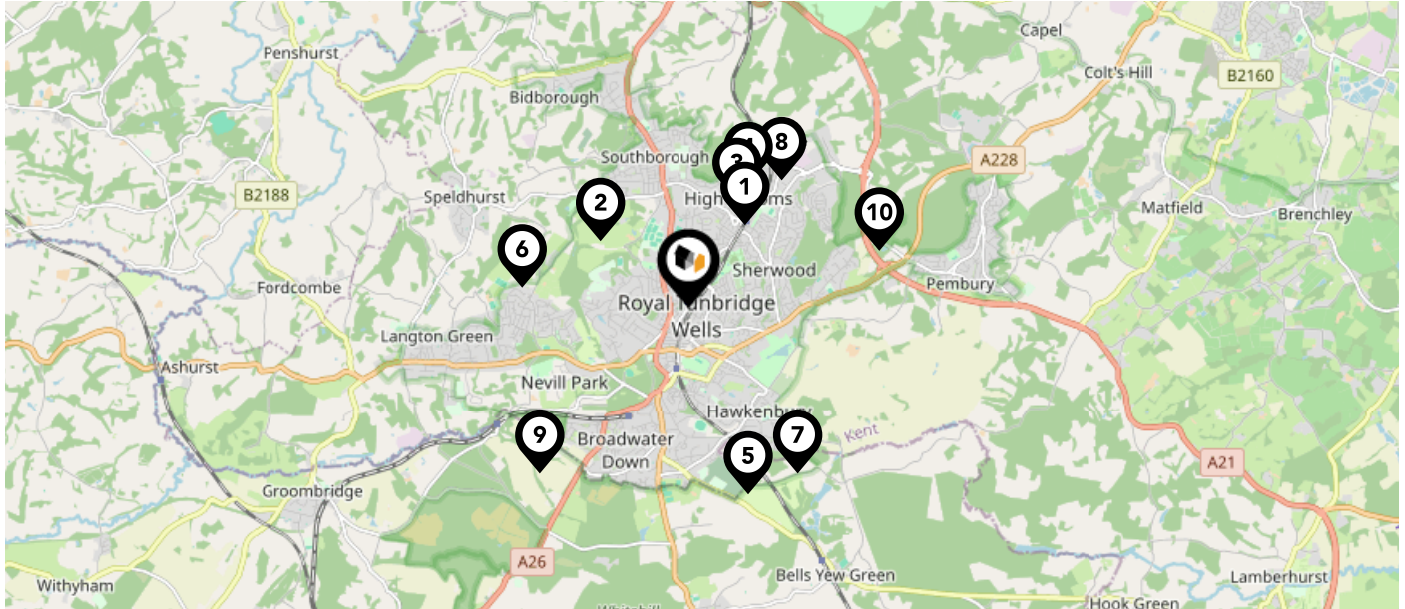 Capel
Penshurst
Colt's Hill
B2160
Bidborough
8
Southborough
3
A228
1
Speldhurst
B2188
High
ms
2
10
Matfield
Brenchley
6
Sherwood
Pembury
Fordcombe
Royal Tunbridge
Wells
Langton Green
Ashurst
Nevill Park
Hawkenbury
Kent
9
7
Broadwater
Down
5
A21
Groombridge
A26
Bells Yew Green
Withyham
Lamberhurst
Hook Green